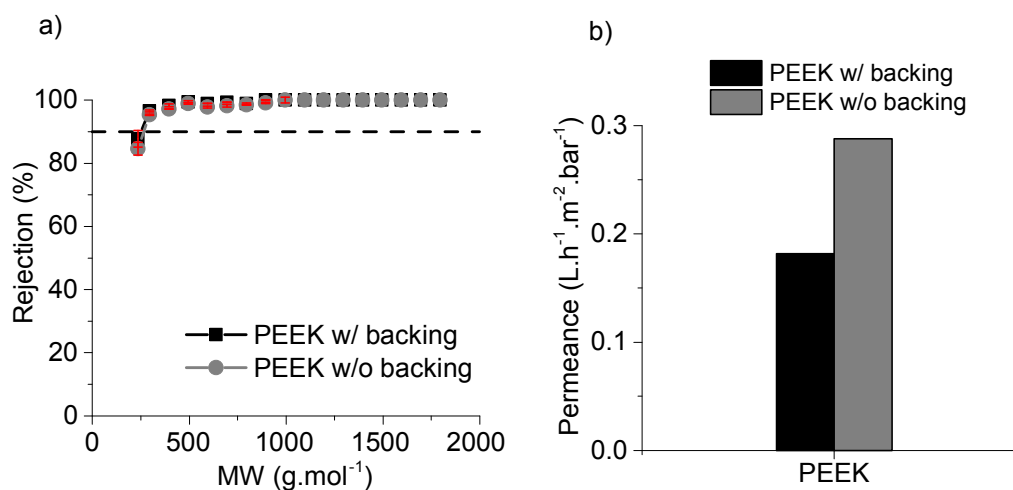 a)
100
80
60
40
20
0
Rejection (%)
PEEK w/ backing
PEEK w/o backing
0
500
1000
1500
2000
MW (g.mol⁻¹)
b)
PEEK w/ backing
PEEK w/o backing
0.3
0.2
0.1
0.0
Permeance (L.h⁻¹.m⁻².bar⁻¹)
PEEK